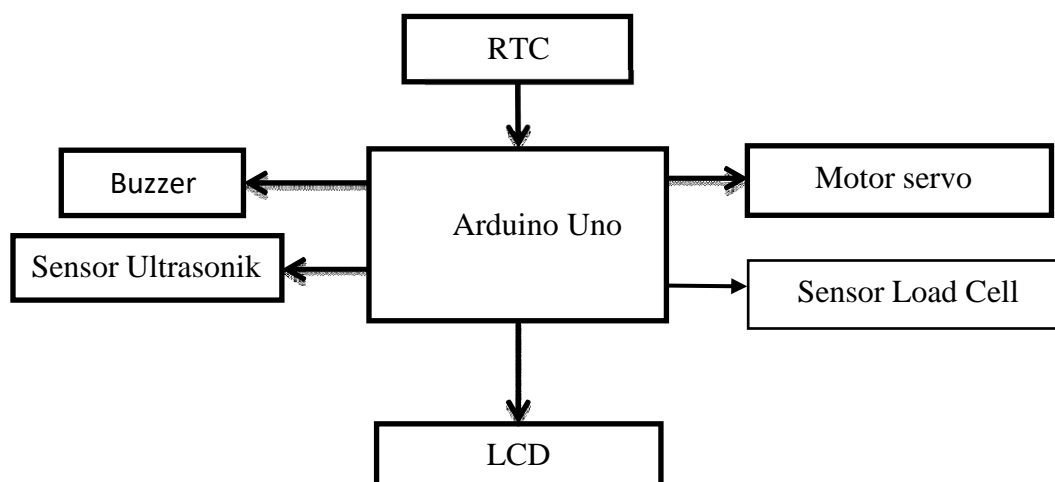 RTC
Buzzer
Motor servo
Arduino Uno
Sensor Ultrasonik
Sensor Load Cell
LCD